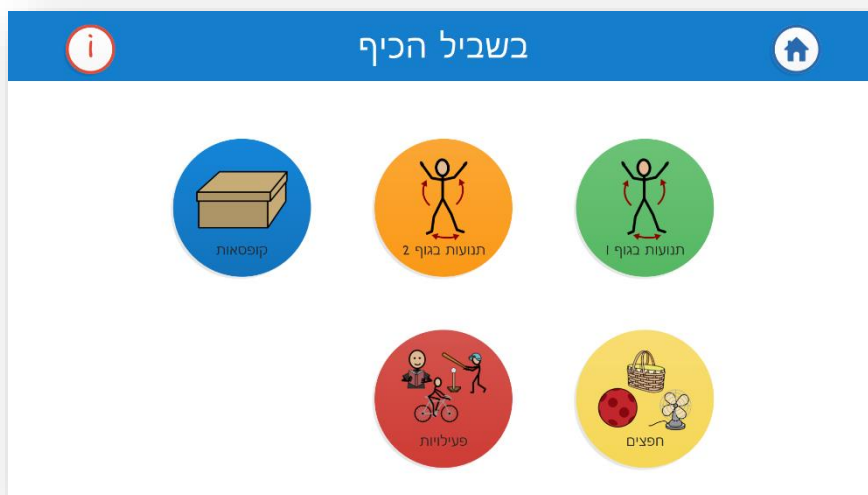 בשביל הכיף
i
תנועות בגוף 1
תנועות בגוף 2
קופסאות
חפצים
פעילויות